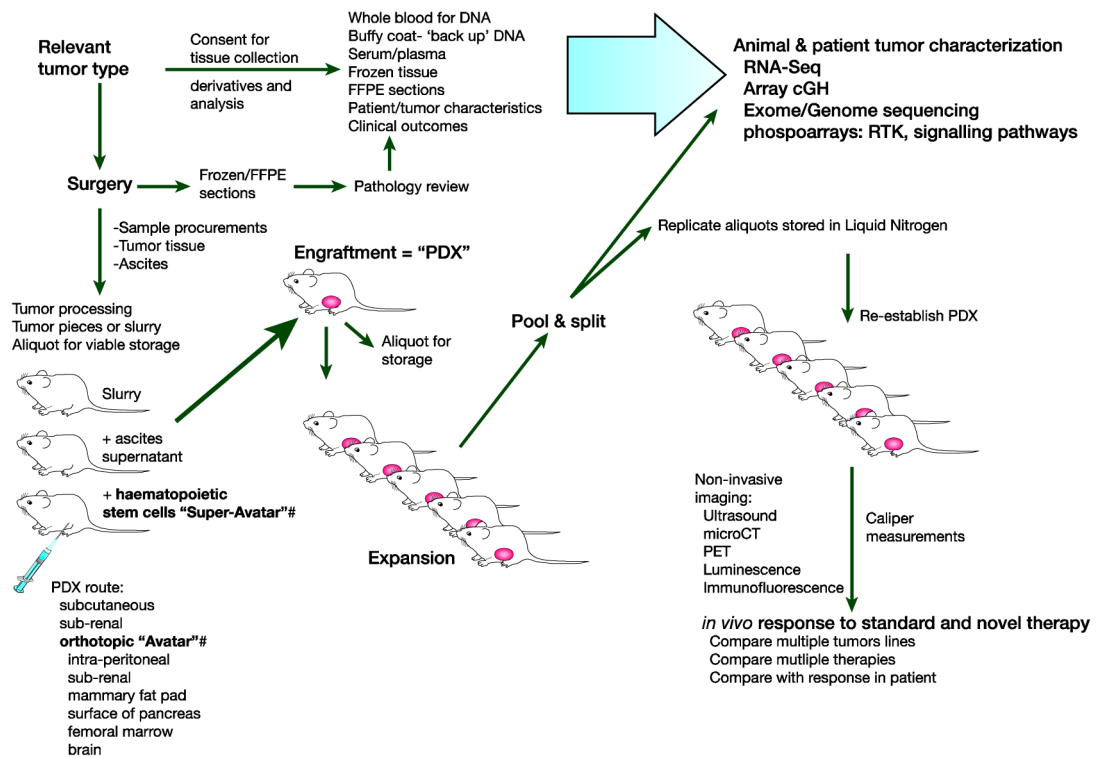 Relevant
tumor type
Consent for
tissue collection
derivatives and
analysis
Whole blood for DNA
Buffy coat- ‘back up’ DNA
Serum/plasma
Frozen tissue
FFPE sections
Patient/tumor characteristics
Clinical outcomes
Animal & patient tumor characterization
RNA-Seq
Array cGH
Exome/Genome sequencing
phospoarrays: RTK, signalling pathways
Surgery
Frozen/FFPE
sections
Pathology review
-Sample procurements
-Tumor tissue
-Ascites
Tumor processing
Tumor pieces or slurry
Aliquot for viable storage
Slurry
+ ascites
supernatant
+ haematopoietic
stem cells “Super-Avatar”#
PDX route:
subcutaneous
sub-renal
orthotopic “Avatar”#
intra-peritoneal
sub-renal
mammary fat pad
surface of pancreas
femoral marrow
brain
Engraftment = “PDX”
Aliquot for
storage
Expansion
Pool & split
Replicate aliquots stored in Liquid Nitrogen
Re-establish PDX
Non-invasive
imaging:
Ultrasound
microCT
PET
Luminescence
Immunofluorescence
Caliper
measurements
in vivo response to standard and novel therapy
Compare multiple tumors lines
Compare mutliple therapies
Compare with response in patient